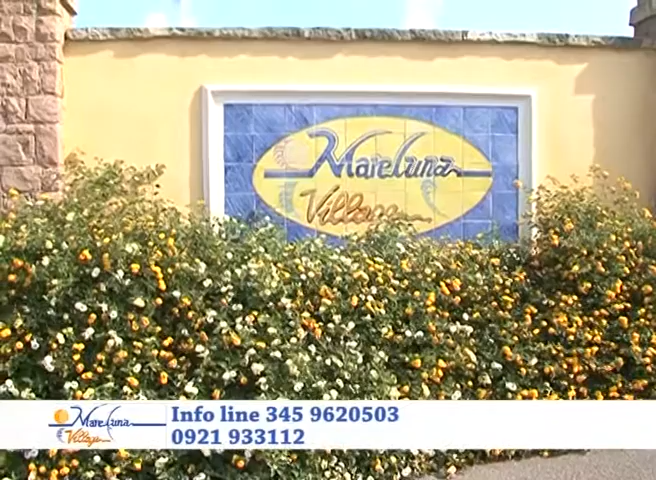 MareLuna
Village
MareLuna
Village
Info line 345 9620503
0921 933112